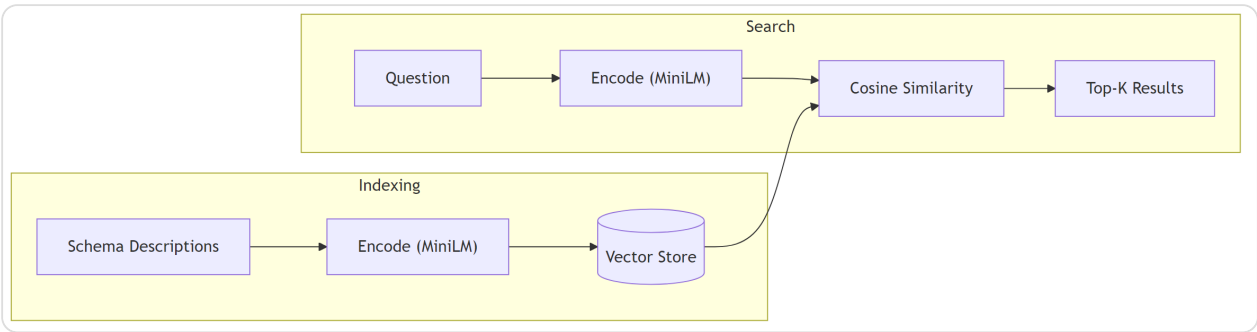 Search
Question
Encode (MiniLM)
Cosine Similarity
Top-K Results
Indexing
Schema Descriptions
Encode (MiniLM)
Vector Store